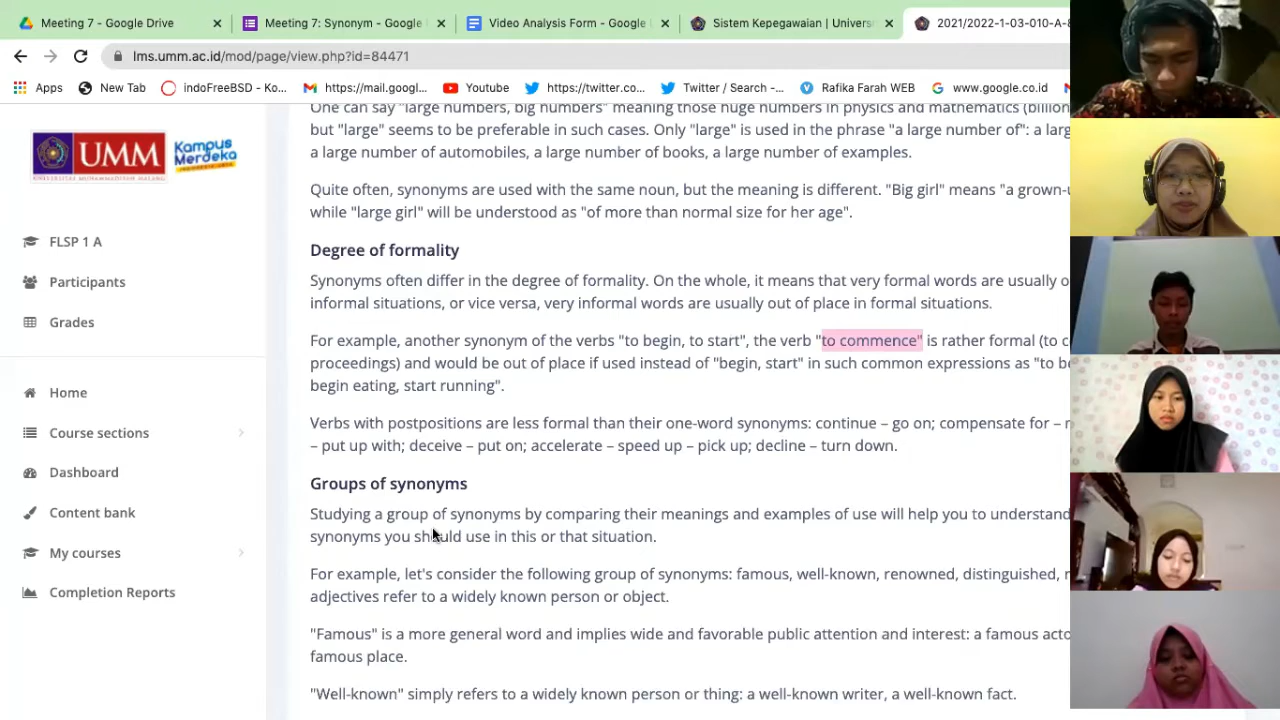 Meeting 7 - Google Drive
Meeting 7: Synonym - Google
Video Analysis Form - Google
Sistem Kepegawaian | Univers
2021/2022-1-03-010-A-
lms.umm.ac.id/mod/page/view.php?id=84471
Apps
New Tab
indoFreeBSD - Ko...
https://mail.googl...
Youtube
https://twitter.co...
Twitter / Search -...
Rafika Farah WEB
www.google.co.id
UMM
Kampus
Merdeka
FLSP 1 A
Participants
Grades
Home
Course sections
Dashboard
Content bank
My courses
Completion Reports
One can say "large numbers, big numbers" meaning those huge numbers in physics and mathematics (billion
but "large" seems to be preferable in such cases. Only "large" is used in the phrase "a large number of": a larg
a large number of automobiles, a large number of books, a large number of examples.
Quite often, synonyms are used with the same noun, but the meaning is different. "Big girl" means "a grown-u
while "large girl" will be understood as "of more than normal size for her age".
Degree of formality
Synonyms often differ in the degree of formality. On the whole, it means that very formal words are usually o
informal situations, or vice versa, very informal words are usually out of place in formal situations.
For example, another synonym of the verbs "to begin, to start", the verb "to commence" is rather formal (to c
proceedings) and would be out of place if used instead of "begin, start" in such common expressions as "to be
begin eating, start running".
Verbs with postpositions are less formal than their one-word synonyms: continue – go on; compensate for –
– put up with; deceive – put on; accelerate – speed up – pick up; decline – turn down.
Groups of synonyms
Studying a group of synonyms by comparing their meanings and examples of use will help you to understand
synonyms you should use in this or that situation.
For example, let's consider the following group of synonyms: famous, well-known, renowned, distinguished,
adjectives refer to a widely known person or object.
"Famous" is a more general word and implies wide and favorable public attention and interest: a famous acto
famous place.
"Well-known" simply refers to a widely known person or thing: a well-known writer, a well-known fact.